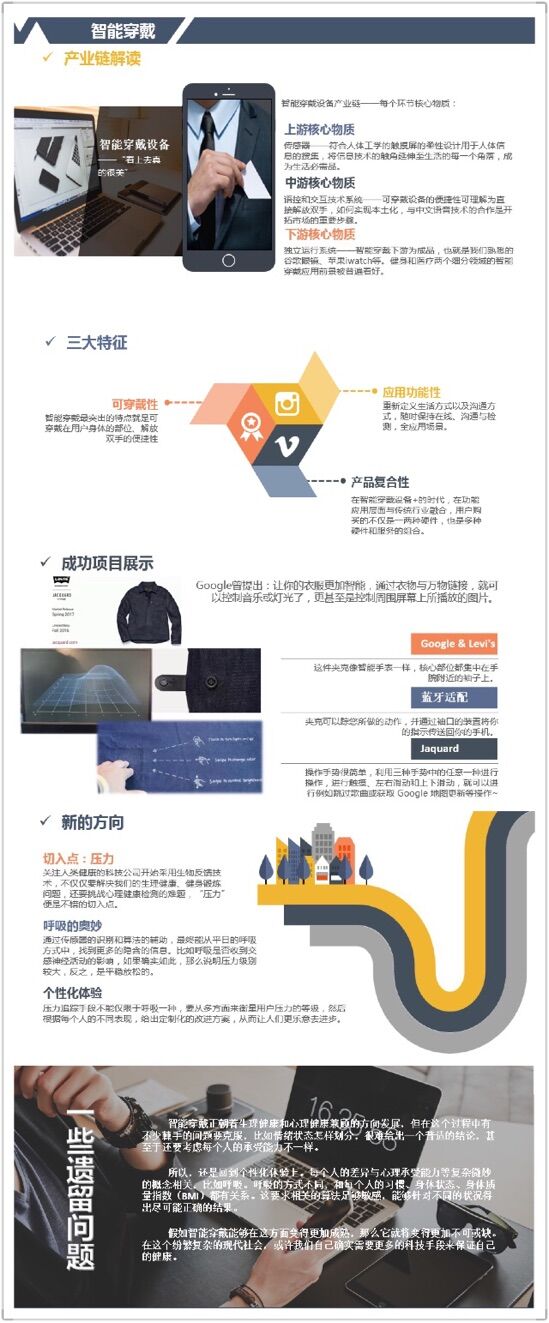 智能穿戴
产业链解读
智能穿戴设备
——“看上去真
的很美”
智能穿戴设备产业链——每个环节核心物质：
上游核心物质
传感器——符合人体工学的触摸屏的柔性设计用于人体信
息的搜集，将信息技术的触角延伸至生活的每一个角落，成
为生活必需品。
中游核心物质
语控和交互技术系统——可穿戴设备的便捷性可理解为直
接解放双手，如何实现本土化，与中文语音技术的合作是开
拓市场的重要步骤。
下游核心物质
独立运行系统——智能穿戴下游为成品，也就是我们熟悉的
谷歌眼镜、苹果iwatch等。健身和医疗两个细分领域的智能
穿戴应用前景被普遍看好。
三大特征
可穿戴性
智能穿戴最突出的特点就是可
穿戴在用户身体的部位、解放
双手的便捷性
应用功能性
重新定义生活方式以及沟通方
式，随时保持在线、沟通与检
测，全应用场景。
产品复合性
在智能穿戴设备+的时代，在功能
应用层面与传统行业融合，用户购
买的不仅是一两种硬件，也是多种
硬件和服务的组合。
成功项目展示
Google曾提出：让你的衣服更加智能，通过衣物与万物链接，就可
以控制音乐或灯光了，更甚至是控制周围屏幕上所播放的图片。
Levi's
JACQUARD
Spring 2017
Fall 2016
Jacquard.com
Google & Levi's
这件夹克像智能手表一样，核心部位都集中在手
腕附近的袖子上。
蓝牙适配
夹克可以跟踪您所做的动作，并通过袖口的装置将你
的指示传送回你的手机。
Jaquard
操作手势很简单，利用三种手势中的任意一种进行
操作，进行触摸、左右滑动和上下滑动，就可以进
行例如跳过歌曲或获取 Google 地图更新等操作~
新的方向
切入点：压力
关注人类健康的科技公司开始采用生物反馈技
术，不仅仅要解决我们的生理健康、健身锻炼
问题，还要挑战心理健康检测的难题，“压力”
便是不错的切入点。
呼吸的奥妙
通过传感器的识别和算法的辅助，最终能从平日的呼吸
方式中，找到更多的隐含的信息。比如呼吸是否收到交
感神经活动的影响，如果确实如此，那么说明压力级别
较大，反之，是平稳放松的。
个性化体验
压力追踪手段不能仅限于呼吸一种，要从多方面来衡量用户压力的等级，然后
根据每个人的不同表现，给出定制化的改进方案，从而让人们更乐意去进步。
一些遗留问题
智能穿戴正朝着生理健康和心理健康兼顾的方向发展，但在这个过程中有
不少棘手的问题要克服，比如情绪状态怎样划分，很难给出一个普适的结论，甚
至于还要考虑每个人的承受能力不一样。
所以，还是回到个性化体验上。每个人的差异与心理承受能力等复杂微妙
的概念相关。比如呼吸，呼吸的方式不同，和每个人的习惯、身体状态、身体质
量指数（BMI）都有关系。这要求相关的算法足够敏感，能够针对不同的状况得
出尽可能正确的结果。
假如智能穿戴能够在这方面变得更加成熟，那么它就将变得更加不可或缺。
在这个纷繁复杂的现代社会，或许我们自己确实需要更多的科技手段来保证自己
的健康。